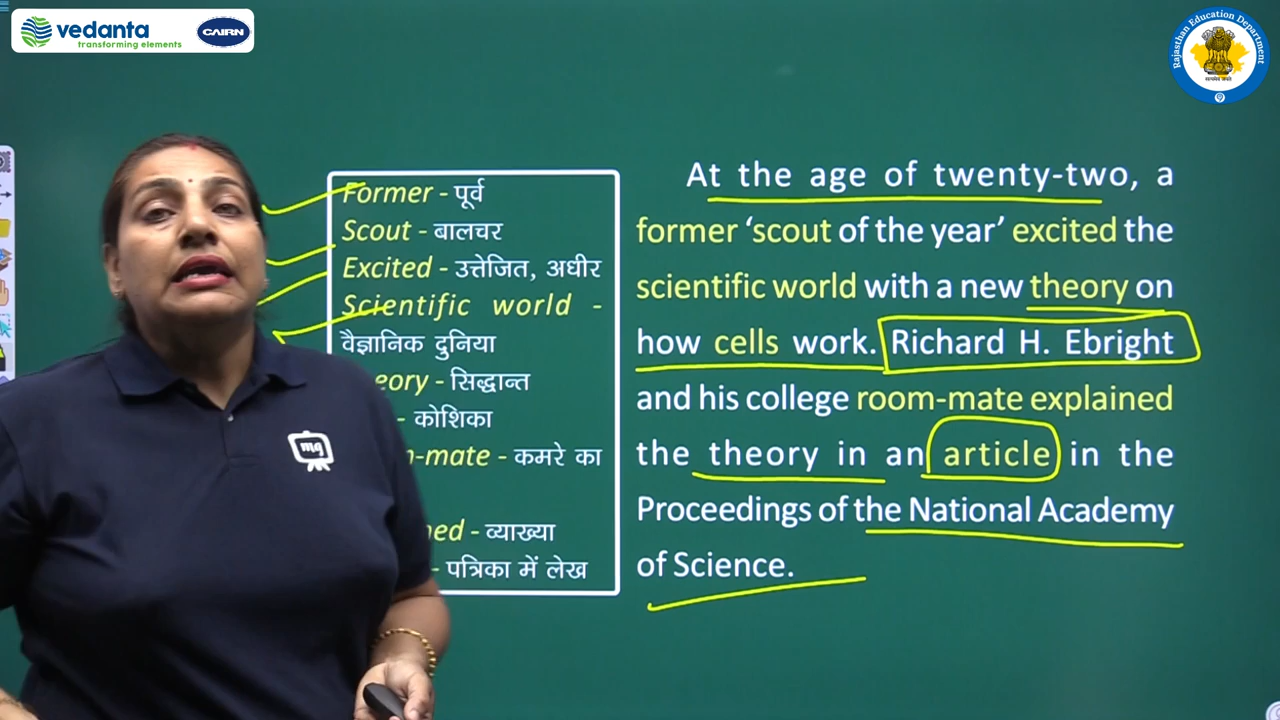 vedanta
transforming elements
CAIRN
Rajasthan Education Department
Former - पूर्व
Scout - बालचर
Excited - उत्तेजित, अधीर
Scientific world -
वैज्ञानिक दुनिया
eory - सिद्धान्त
- कोशिका
-mate - कमरे का
ed - व्याख्या
- पत्रिका में लेख
mg
At the age of twenty-two, a
former ‘scout of the year’ excited the
scientific world with a new theory on
how cells work. Richard H. Ebright
and his college room-mate explained
the theory in an article in the
Proceedings of the National Academy
of Science.